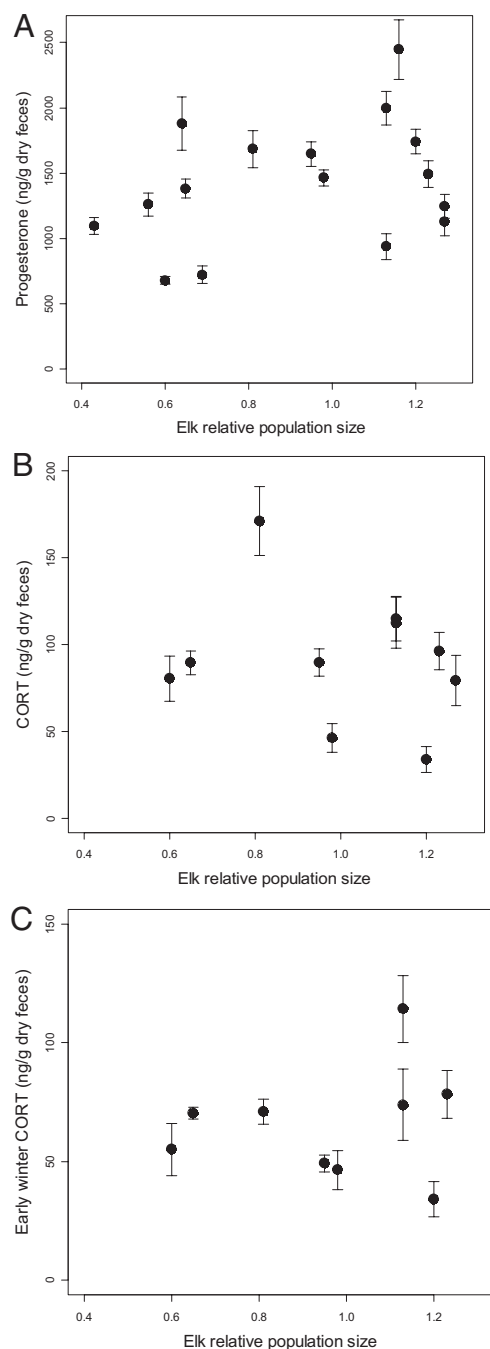 A
Progesterone (ng/g dry feces)
2500
2000
1500
1000
500
0
0.4 0.6 0.8 1.0 1.2
Elk relative population size
B
CORT (ng/g dry feces)
200
150
100
50
0
0.4 0.6 0.8 1.0 1.2
Elk relative population size
C
Early winter CORT (ng/g dry feces)
150
100
50
0
0.4 0.6 0.8 1.0 1.2
Elk relative population size